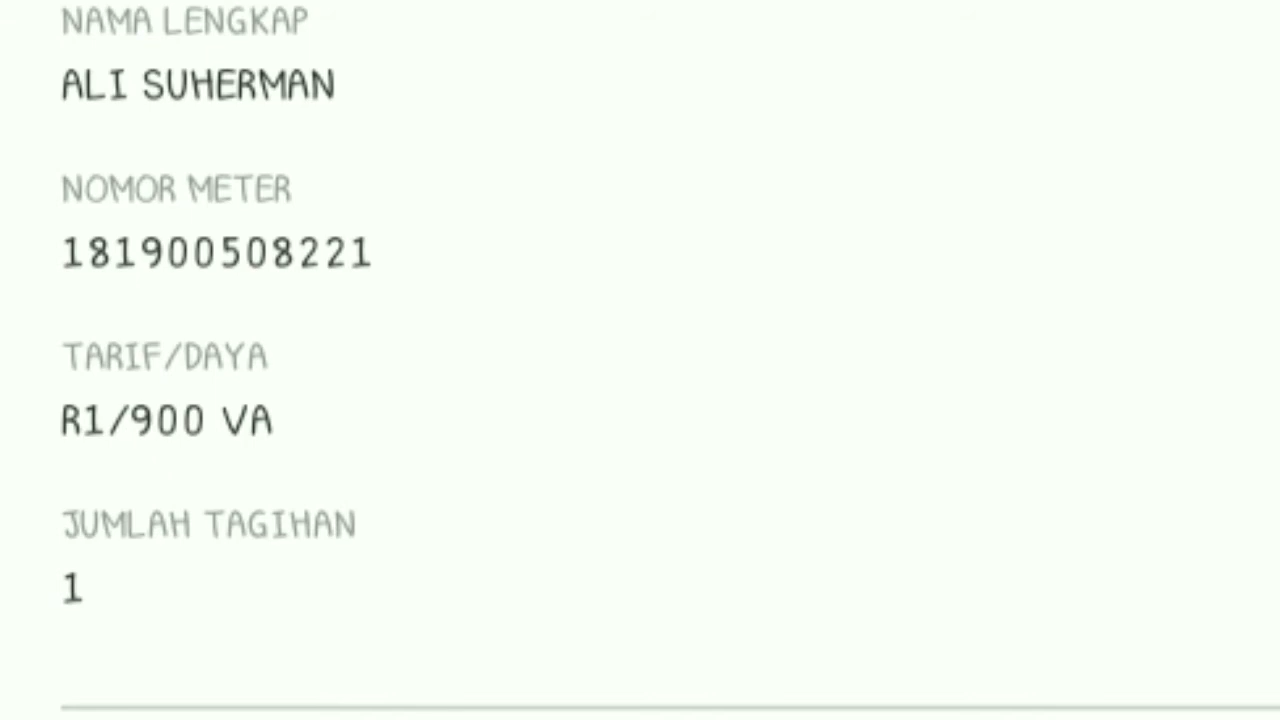 NAMA LENGKAP
ALI SUHERMAN
NOMOR METER
181900508221
TARIF/DAYA
R1/900 VA
JUMLAH TAGIHAN
1